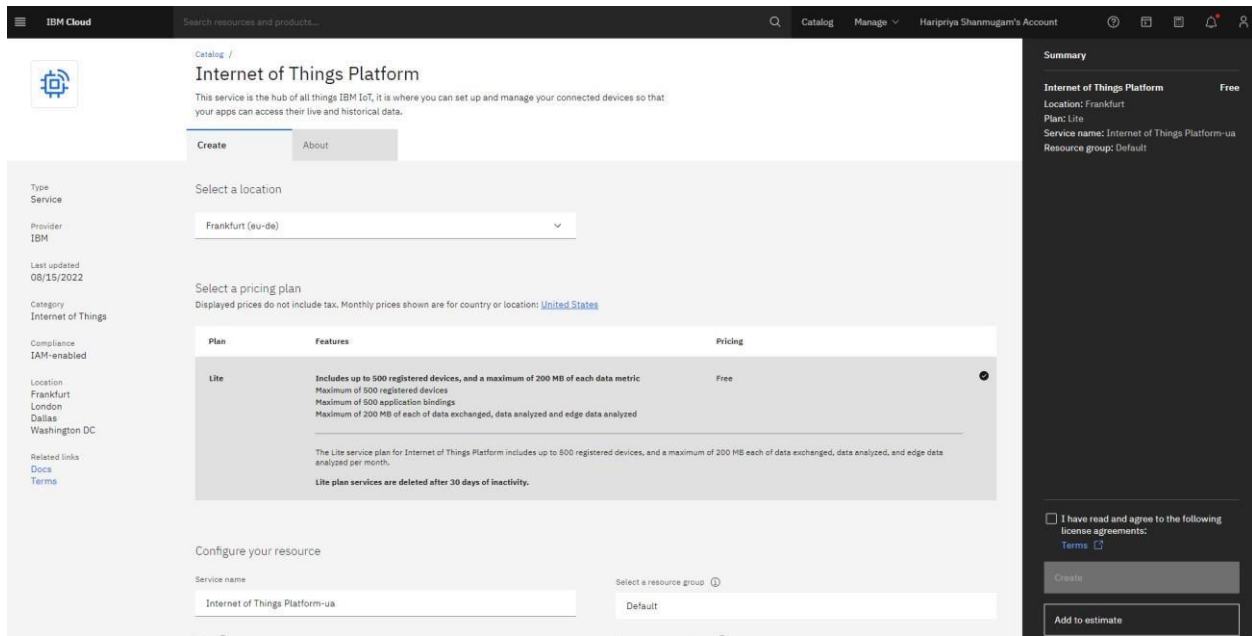 IBM Cloud
Search resources and products...
Catalog
Manage
Haripriya Shanmugam's Account
Catalog /
Internet of Things Platform
This service is the hub of all things IBM IoT, it is where you can set up and manage your connected devices so that
your apps can access their live and historical data.
Create
About
Type
Service
Provider
IBM
Last updated
08/15/2022
Category
Internet of Things
Compliance
IAM-enabled
Location
Frankfurt
London
Dallas
Washington DC
Related links
Docs
Terms
Select a location
Frankfurt (eu-de)
Select a pricing plan
Displayed prices do not include tax. Monthly prices shown are for country or location: United States
Plan Features Pricing
Lite Includes up to 500 registered devices, and a maximum of 200 MB of each data metric Free
Maximum of 500 registered devices
Maximum of 500 application bindings
Maximum of 200 MB of each of data exchanged, data analyzed and edge data analyzed
The Lite service plan for Internet of Things Platform includes up to 500 registered devices, and a maximum of 200 MB each of data exchanged, data analyzed, and edge data
analyzed per month.
Lite plan services are deleted after 30 days of inactivity.
Configure your resource
Service name
Internet of Things Platform-ua
Select a resource group
Default
Summary
Internet of Things Platform Free
Location: Frankfurt
Plan: Lite
Service name: Internet of Things Platform-ua
Resource group: Default
I have read and agree to the following
license agreements:
Terms
Create
Add to estimate